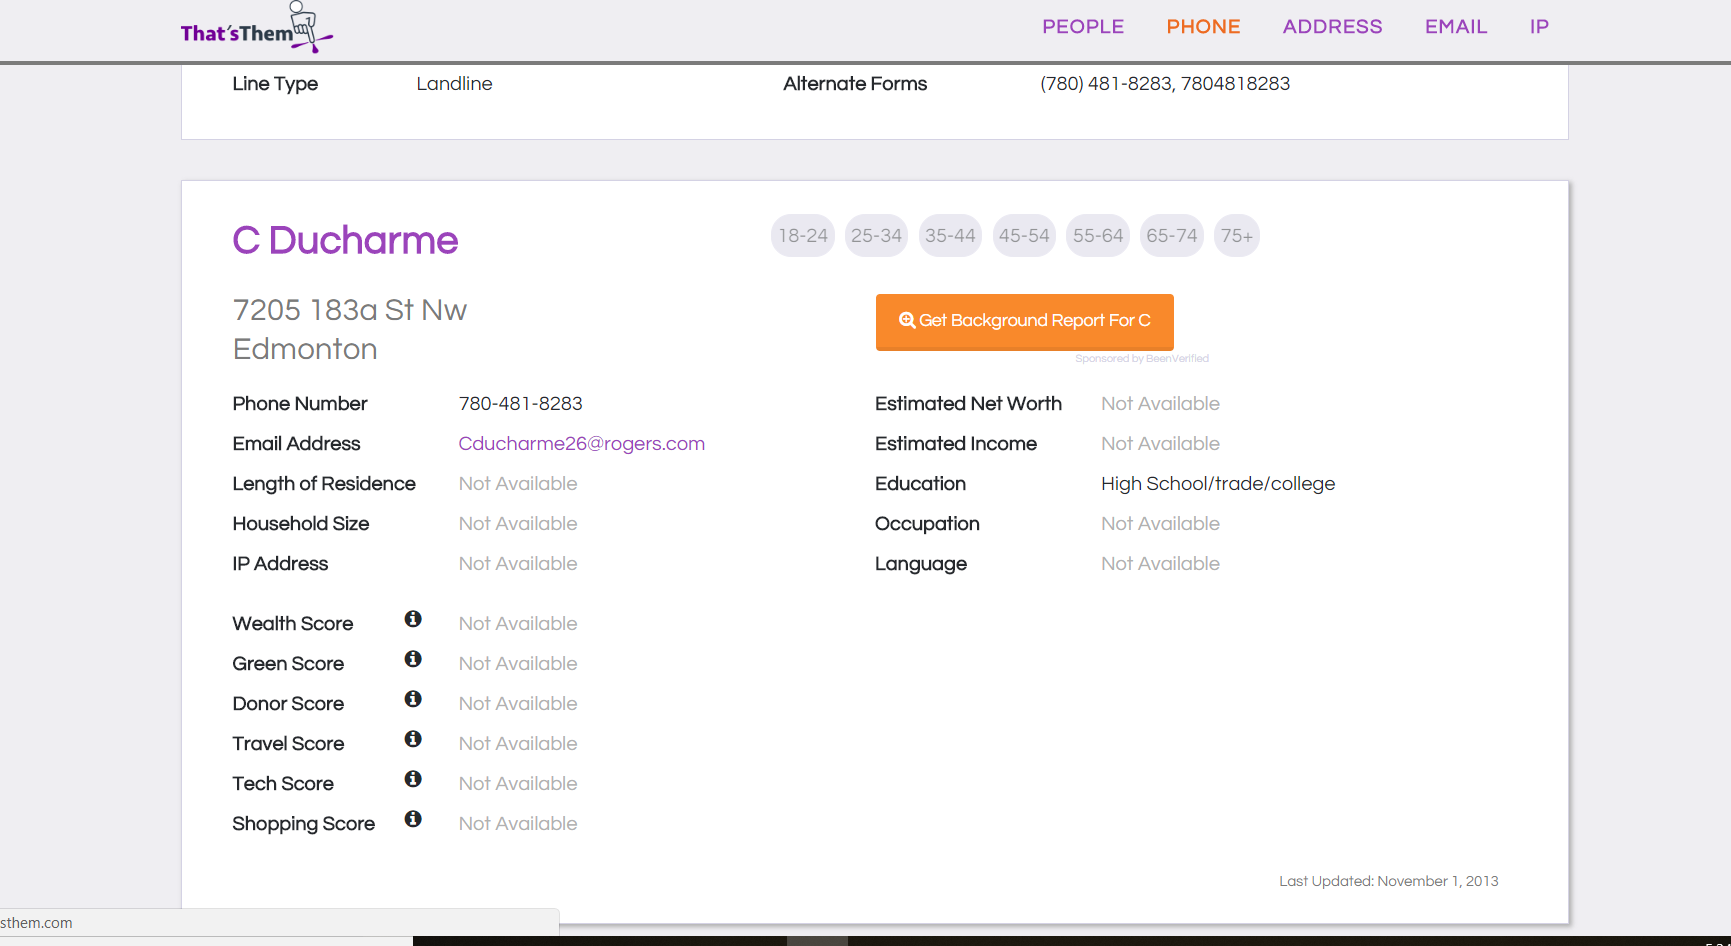 That'sThem
PEOPLE PHONE ADDRESS EMAIL IP
Line Type Landline Alternate Forms (780) 481-8283, 7804818283
C Ducharme
18-24 25-34 35-44 45-54 55-64 65-74 75+
7205 183a St Nw
Edmonton
Get Background Report For C
Sponsored by BeenVerified
Phone Number 780-481-8283 Estimated Net Worth Not Available
Email Address Cducharme26@rogers.com Estimated Income Not Available
Length of Residence Not Available Education High School/trade/college
Household Size Not Available Occupation Not Available
IP Address Not Available Language Not Available
Wealth Score Not Available
Green Score Not Available
Donor Score Not Available
Travel Score Not Available
Tech Score Not Available
Shopping Score Not Available
Last Updated: November 1, 2013
sthem.com